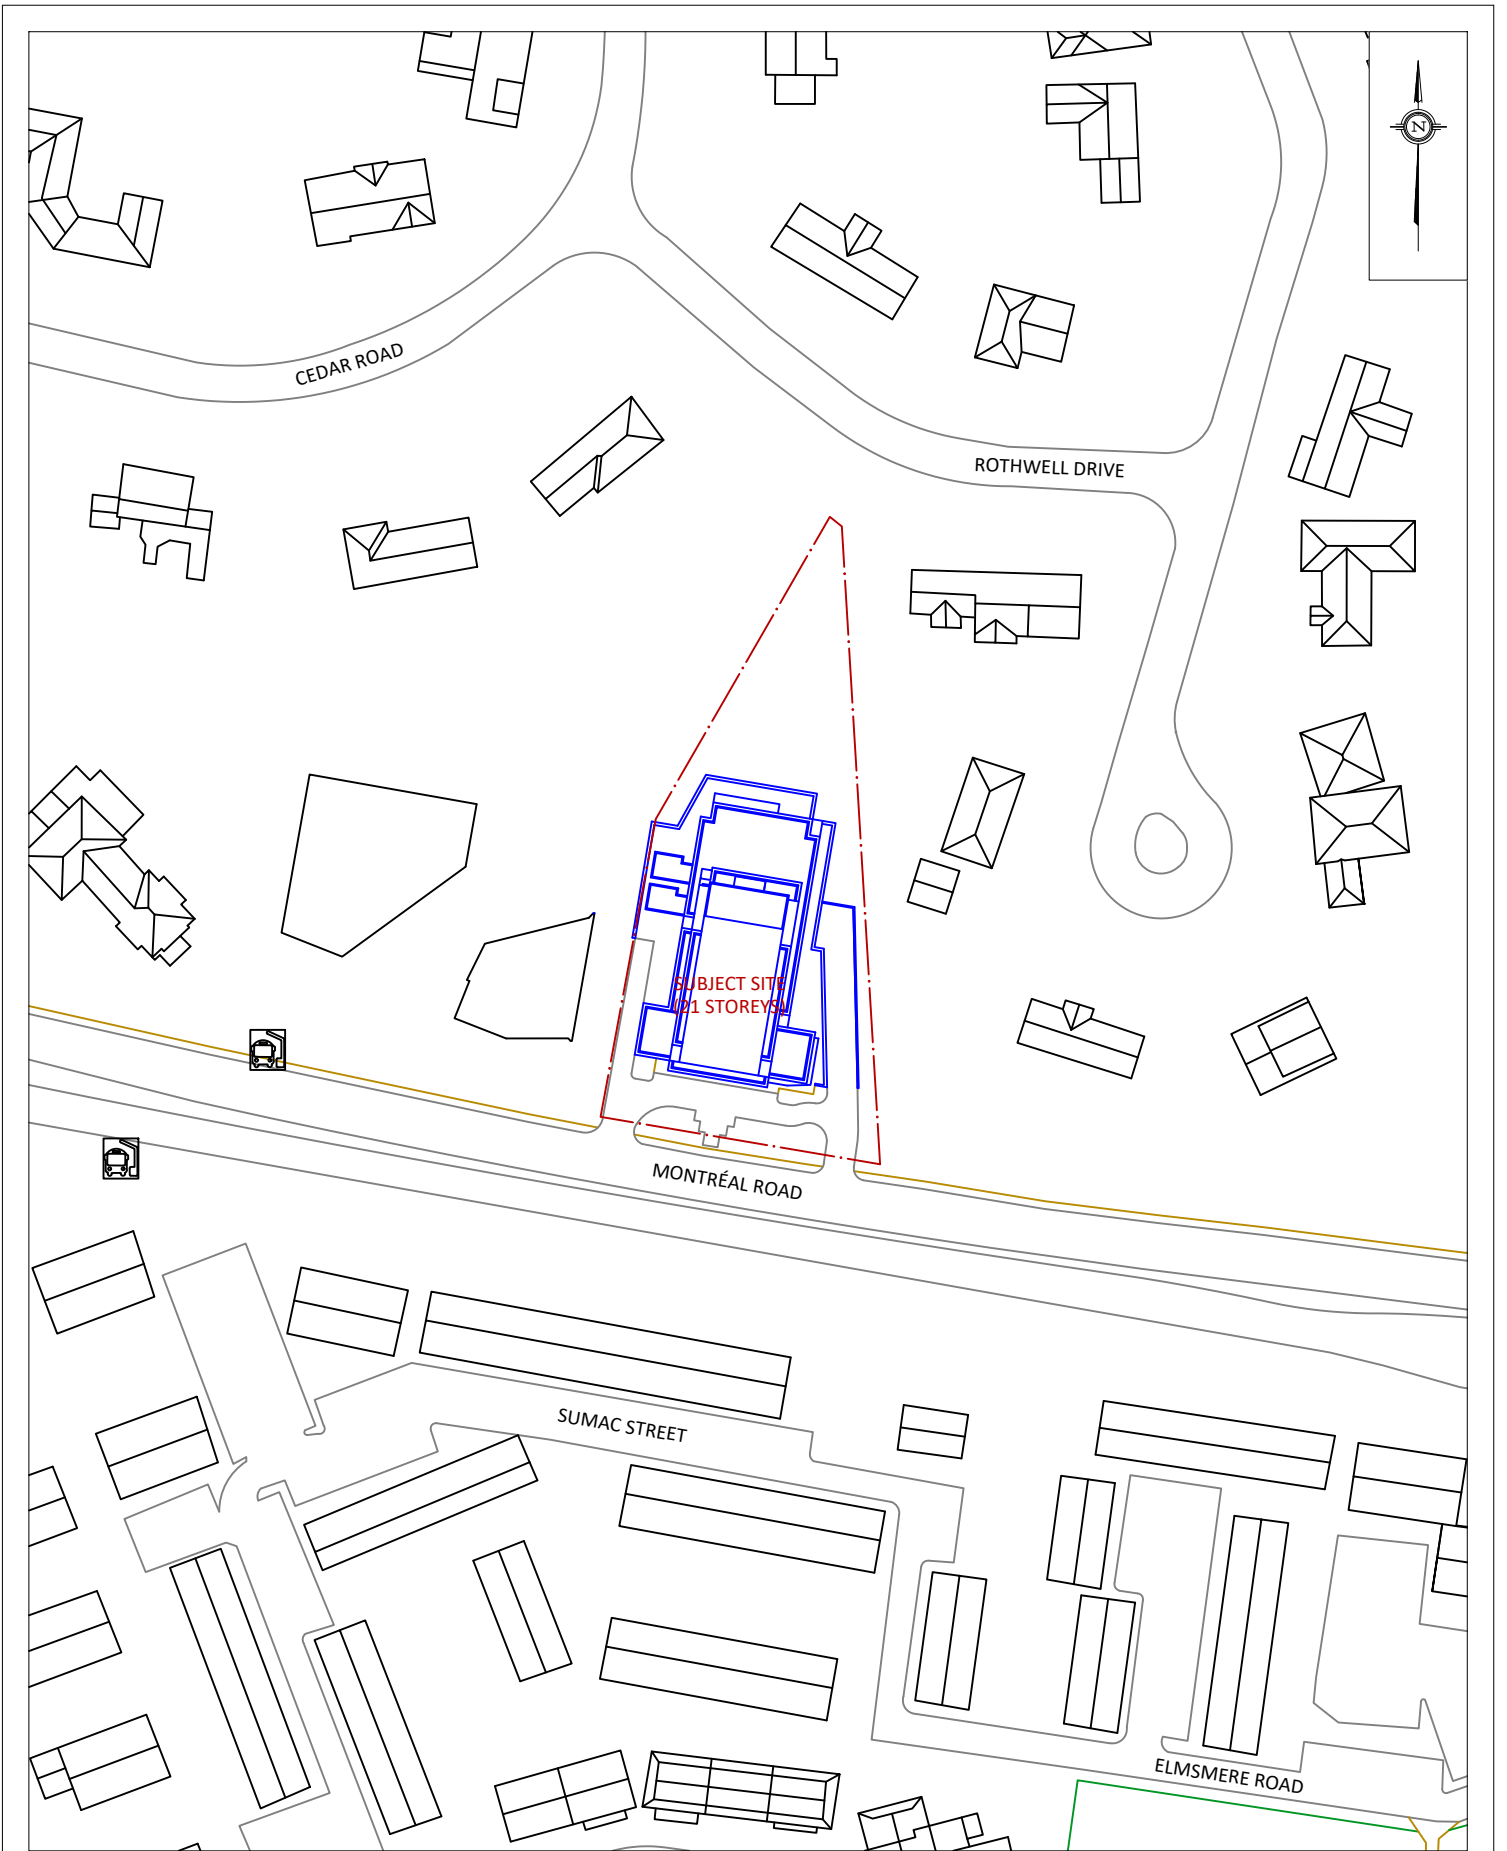 N
CEDAR ROAD
ROTHWELL DRIVE
SUBJECT SITE
(21 STOREYS)
MONTRÉAL ROAD
SUMAC STREET
ELMSMERE ROAD